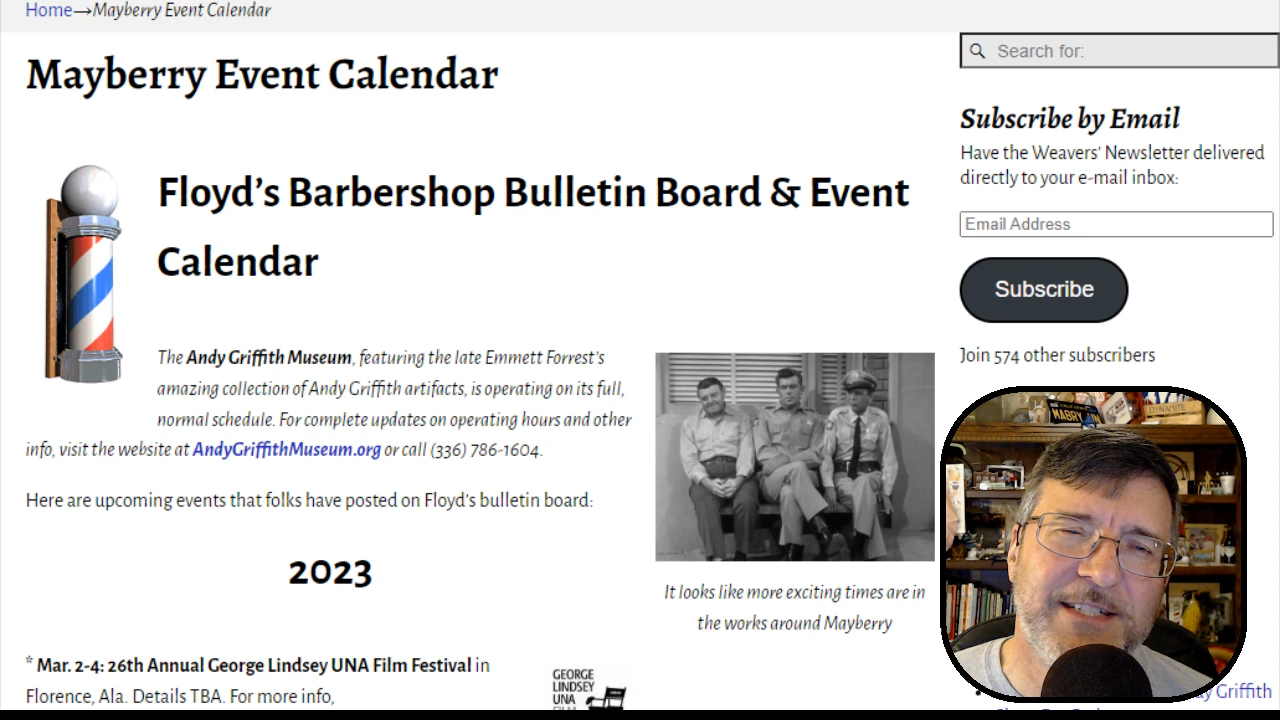 Home→Mayberry Event Calendar
Mayberry Event Calendar
Floyd's Barbershop Bulletin Board & Event
Calendar
The Andy Griffith Museum, featuring the late Emmett Forrest's
amazing collection of Andy Griffith artifacts, is operating on its full,
normal schedule. For complete updates on operating hours and other
info, visit the website at AndyGriffithMuseum.org or call (336) 786-1604.
Here are upcoming events that folks have posted on Floyd's bulletin board:
2023
It looks like more exciting times are in
the works around Mayberry
* Mar. 2-4: 26th Annual George Lindsey UNA Film Festival in
Florence, Ala. Details TBA. For more info,
GEORGE
LINDSEY
UNA
Search for:
Subscribe by Email
Have the Weavers' Newsletter delivered
directly to your e-mail inbox:
Email Address
Subscribe
Join 574 other subscribers
CALIFORNIA
MABRY
DYNAMITE
Griffith